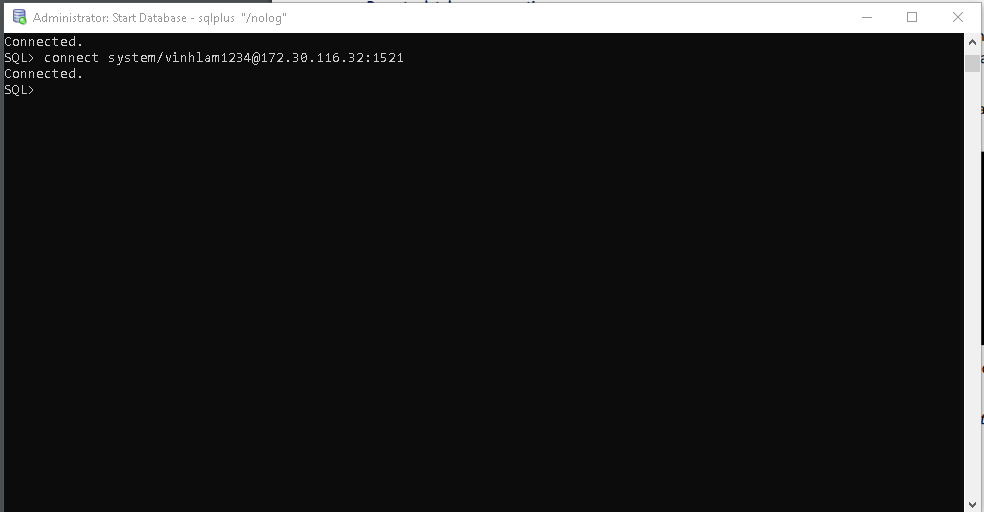 Administrator: Start Database - sqlplus "/nolog"
Connected.
SQL> connect system/vinhlam1234@172.30.116.32:1521
Connected.
SQL>